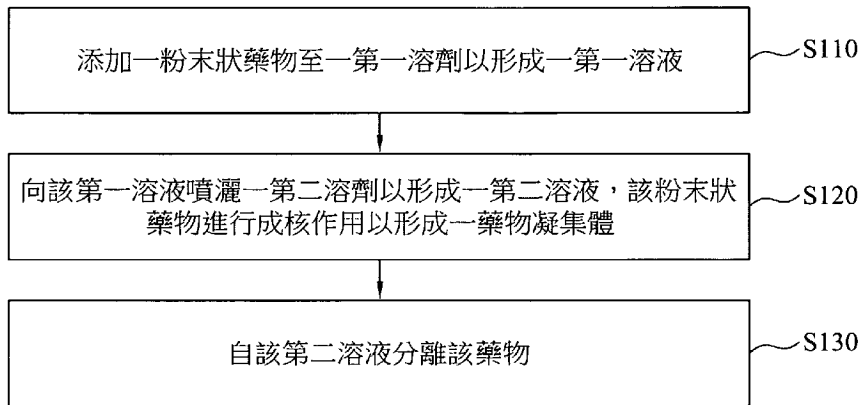 添加一粉末狀藥物至一第一溶劑以形成一第一溶液
S110
向該第一溶液噴灑一第二溶劑以形成一第二溶液，該粉末狀
藥物進行成核作用以形成一藥物凝集體
S120
自該第二溶液分離該藥物
S130